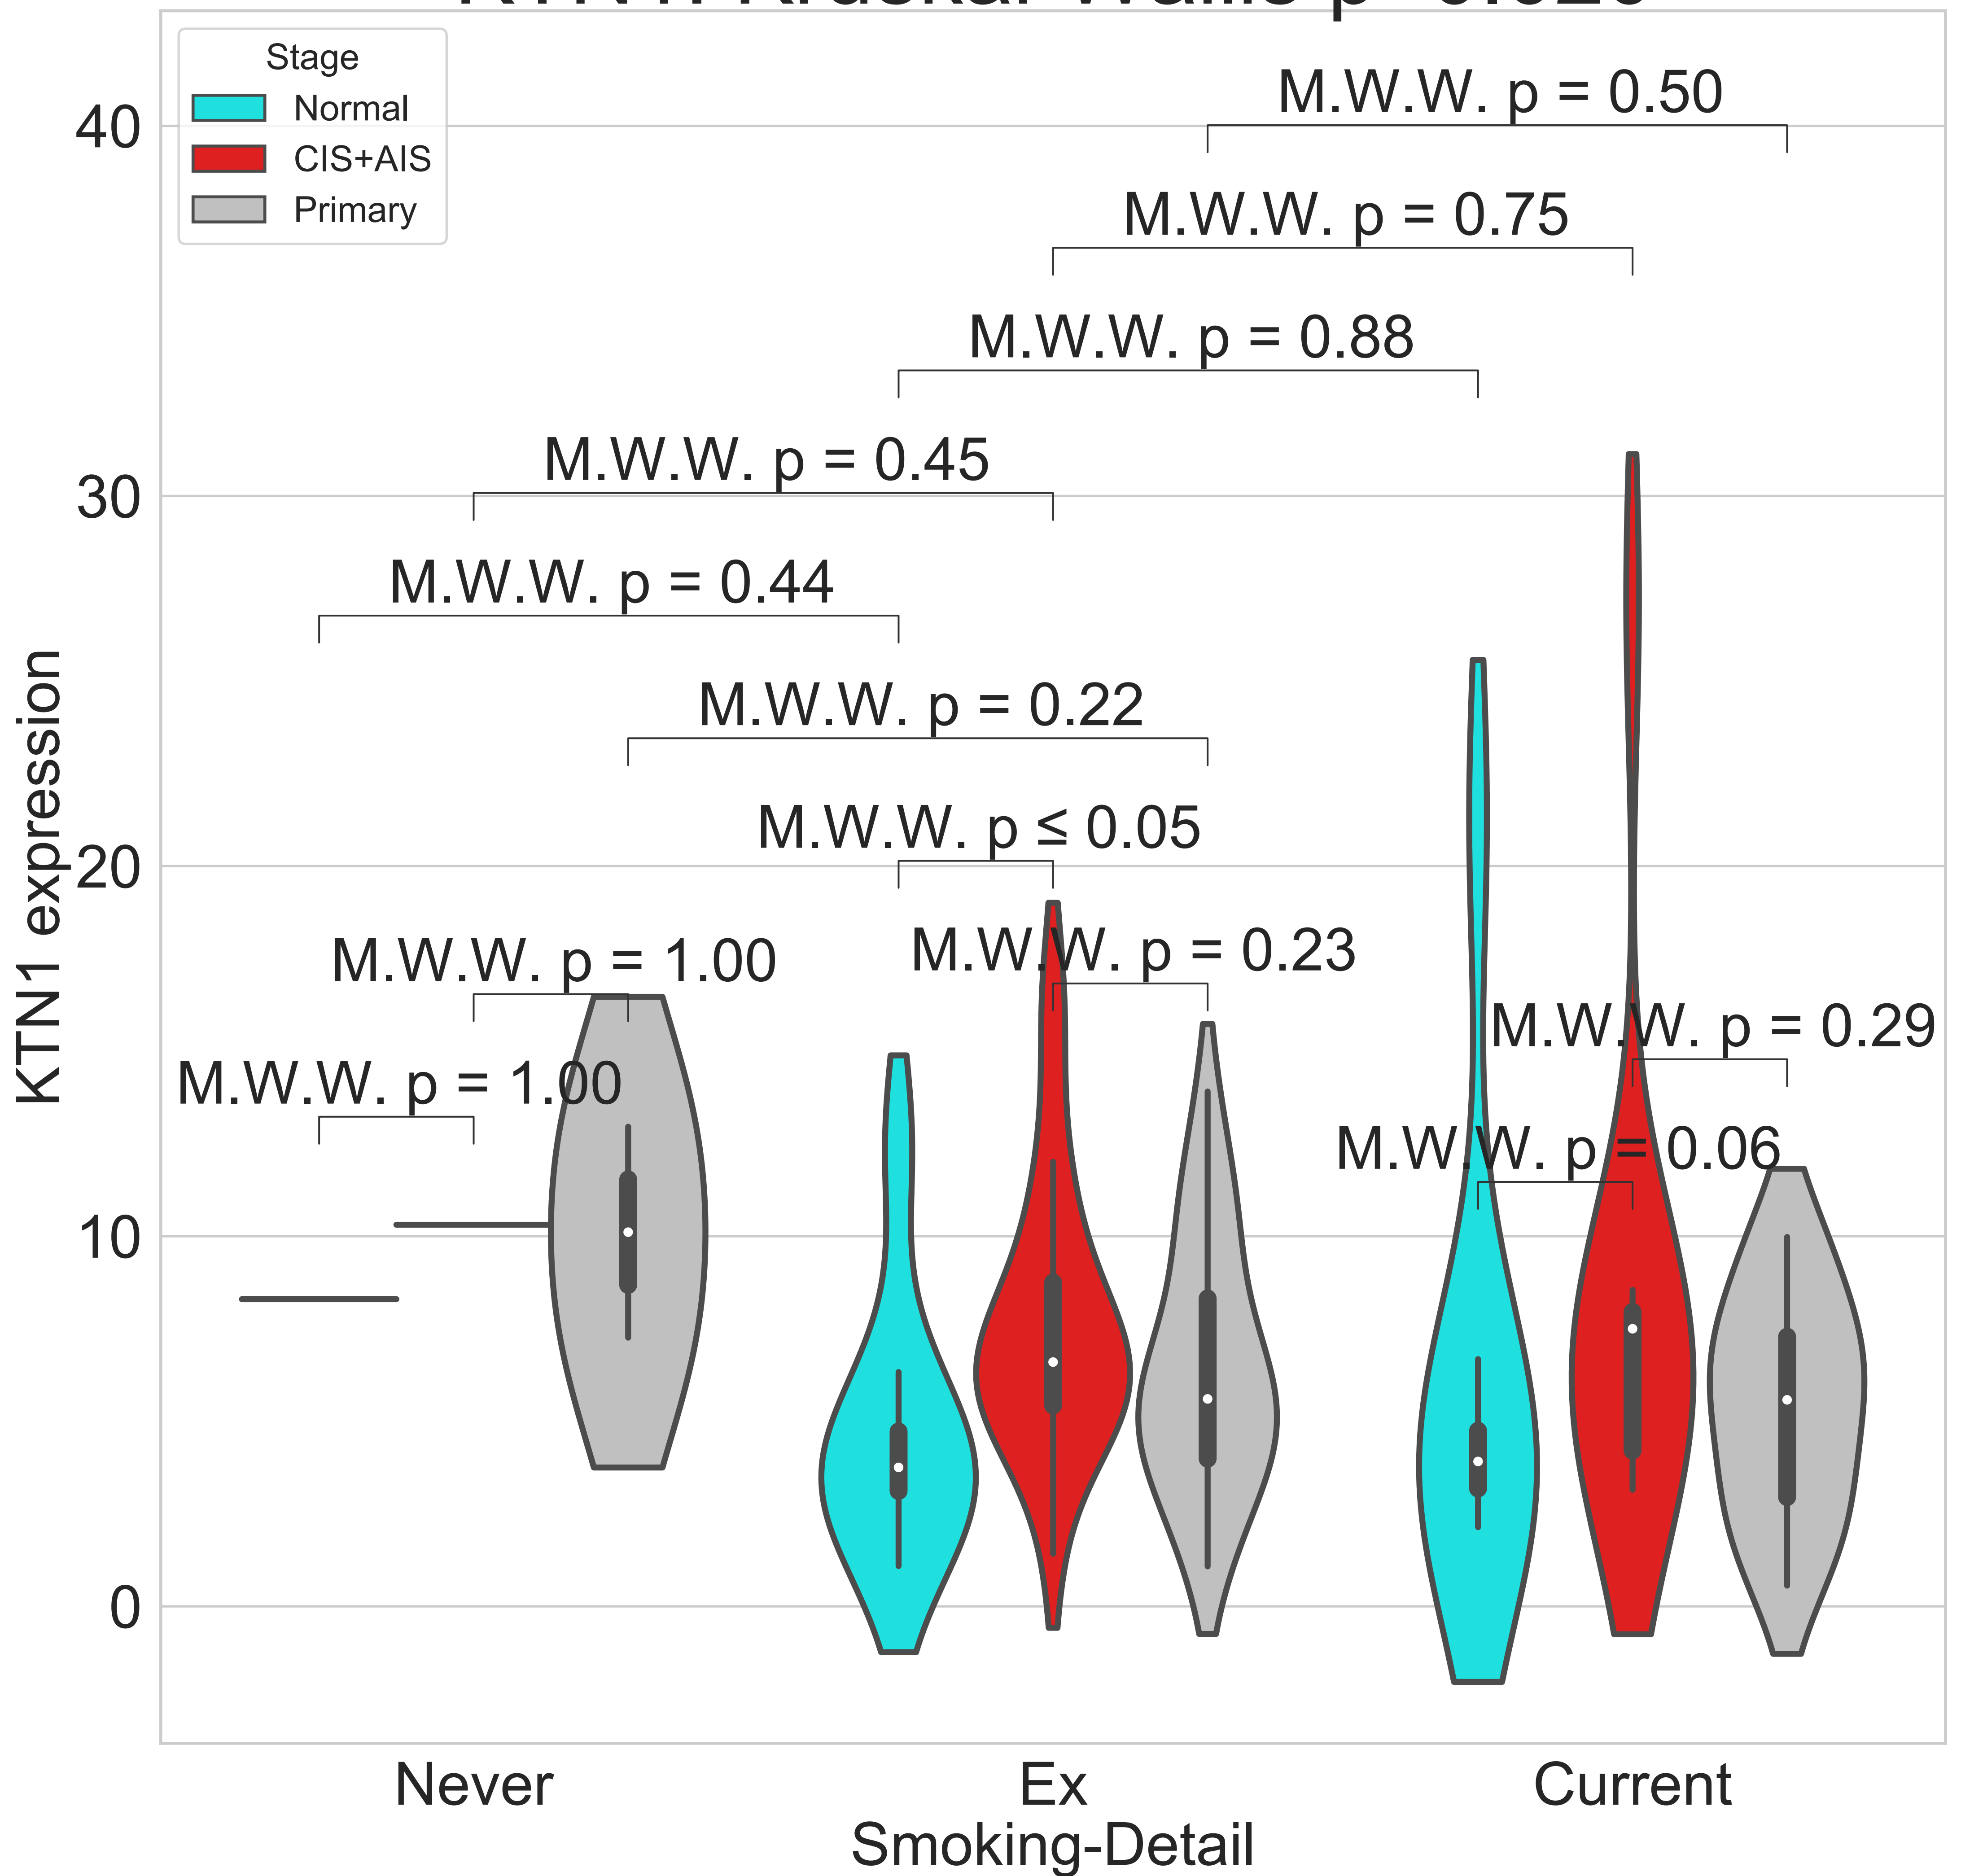 Stage
Normal
CIS+AIS
Primary
M.W.W. p = 0.50
M.W.W. p = 0.75
M.W.W. p = 0.88
M.W.W. p = 0.45
M.W.W. p = 0.44
M.W.W. p = 0.22
M.W.W. p ≤ 0.05
M.W.W. p = 0.23
M.W.W. p = 1.00
M.W.W. p = 0.29
M.W.W. p = 1.00
M.W.W. p = 0.06
40
30
20
10
0
KTN1 expression
Never
Ex
Current
Smoking-Detail